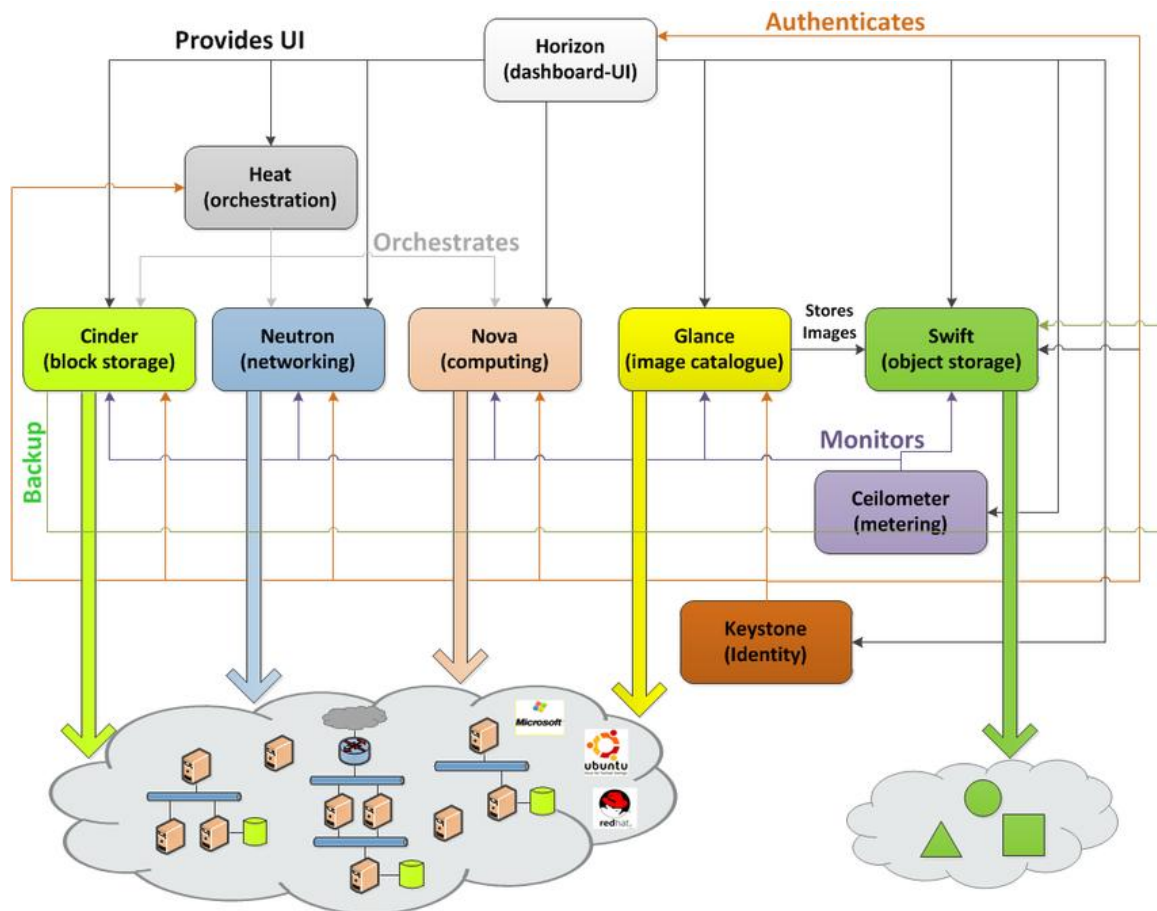 Authenticates
Provides UI
Horizon
(dashboard-UI)
Heat
(orchestration)
Orchestrates
Cinder
(block storage)
Neutron
(networking)
Nova
(computing)
Glance
(image catalogue)
Stores
Images
Swift
(object storage)
Backup
Monitors
Ceilometer
(metering)
Keystone
(Identity)
Microsoft
ubuntu
redhat.